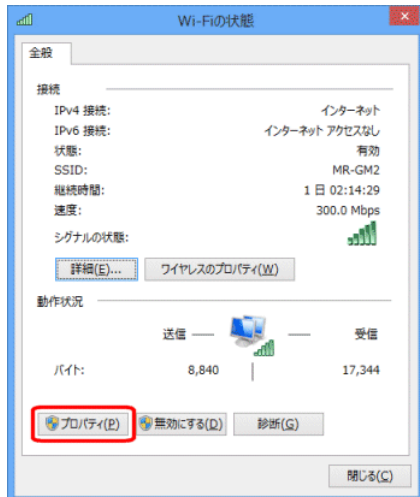 Wi-Fiの状態
全般
接続
IPv4 接続: インターネット
IPv6 接続: インターネット アクセスなし
状態: 有効
SSID: MR-GM2
継続時間: 1 日 02:14:29
速度: 300.0 Mbps
シグナルの状態:
詳細(E)... ワイヤレスのプロパティ(W)
動作状況
送信 受信
バイト: 8,840 17,344
プロパティ(P) 無効にする(D) 診断(G)
閉じる(C)